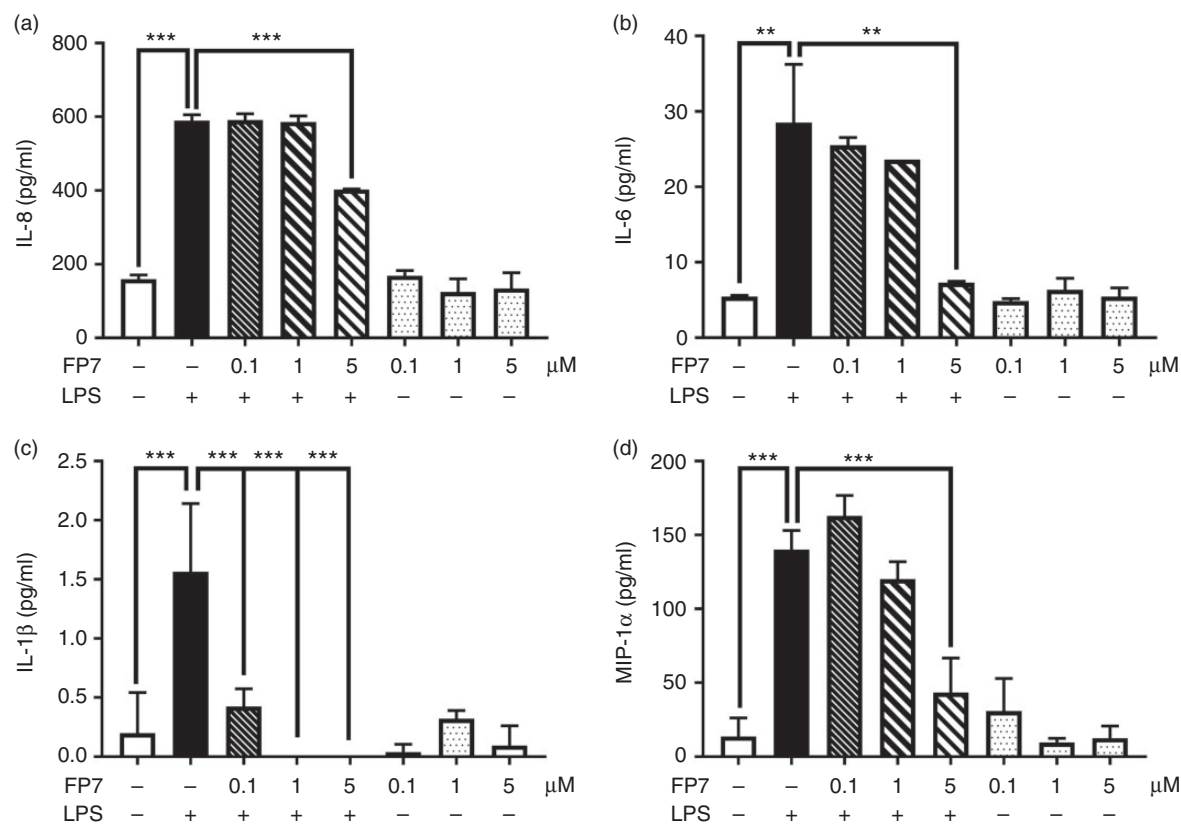 (a)
*** ***
800
600
400
200
0
IL-8 (pg/ml)
FP7 – – 0.1 1 5 0.1 1 5 μM
LPS – + + + + – – –
(b)
** **
40
30
20
10
0
IL-6 (pg/ml)
FP7 – – 0.1 1 5 0.1 1 5 μM
LPS – + + + + – – –
(c)
*** *** *** ***
2.5
2.0
1.5
1.0
0.5
0.0
IL-1β (pg/ml)
FP7 – – 0.1 1 5 0.1 1 5 μM
LPS – + + + + – – –
(d)
*** ***
200
150
100
50
0
MIP-1α (pg/ml)
FP7 – – 0.1 1 5 0.1 1 5 μM
LPS – + + + + – – –